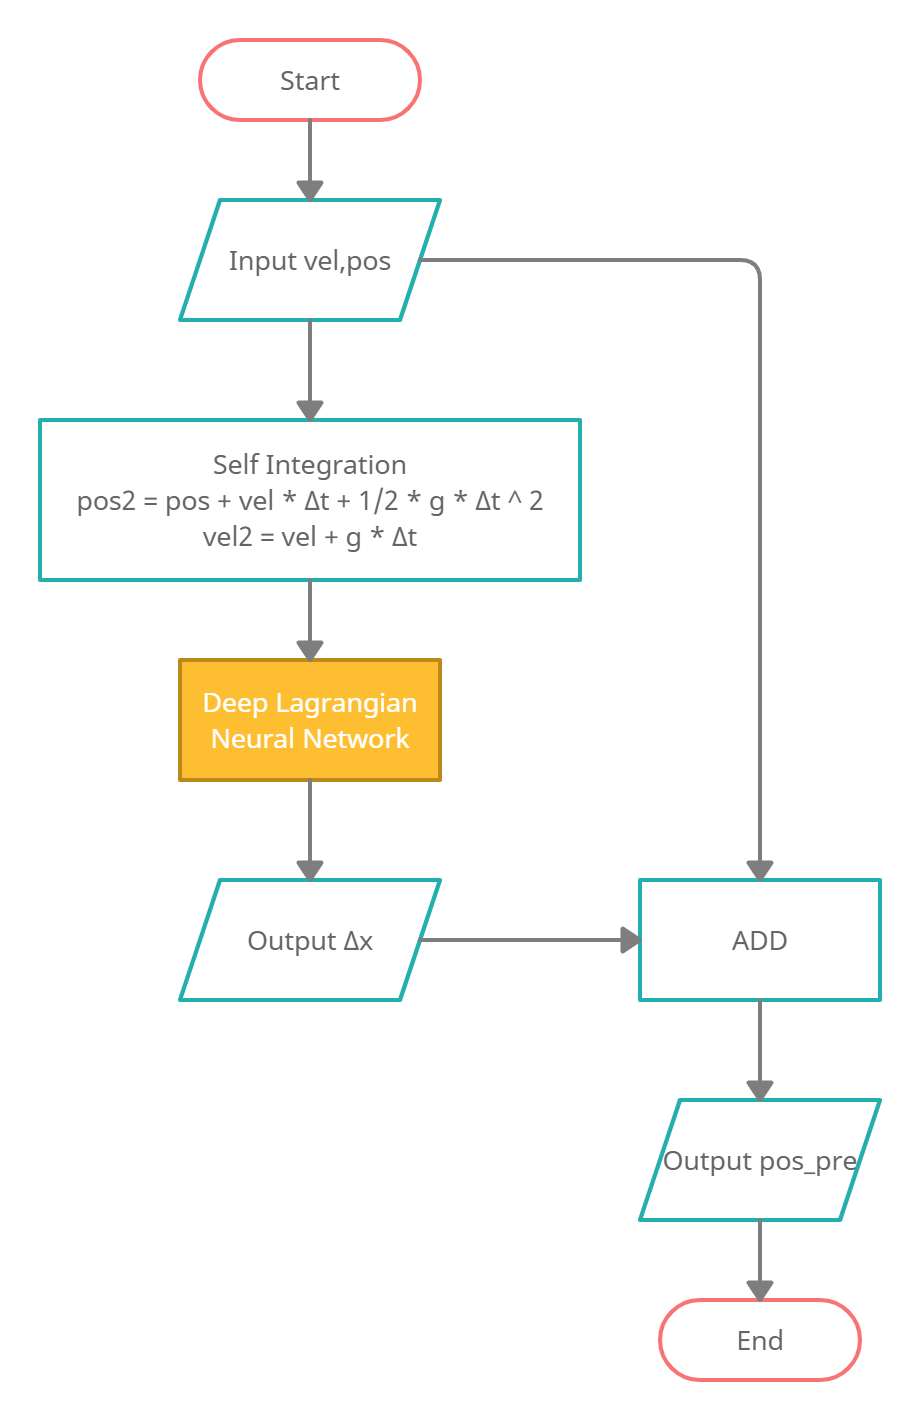 Start
Input vel,pos
Self Integration
pos2 = pos + vel * Δt + 1/2 * g * Δt ^ 2
vel2 = vel + g * Δt
Deep Lagrangian
Neural Network
Output Δx
ADD
Output pos_pre
End